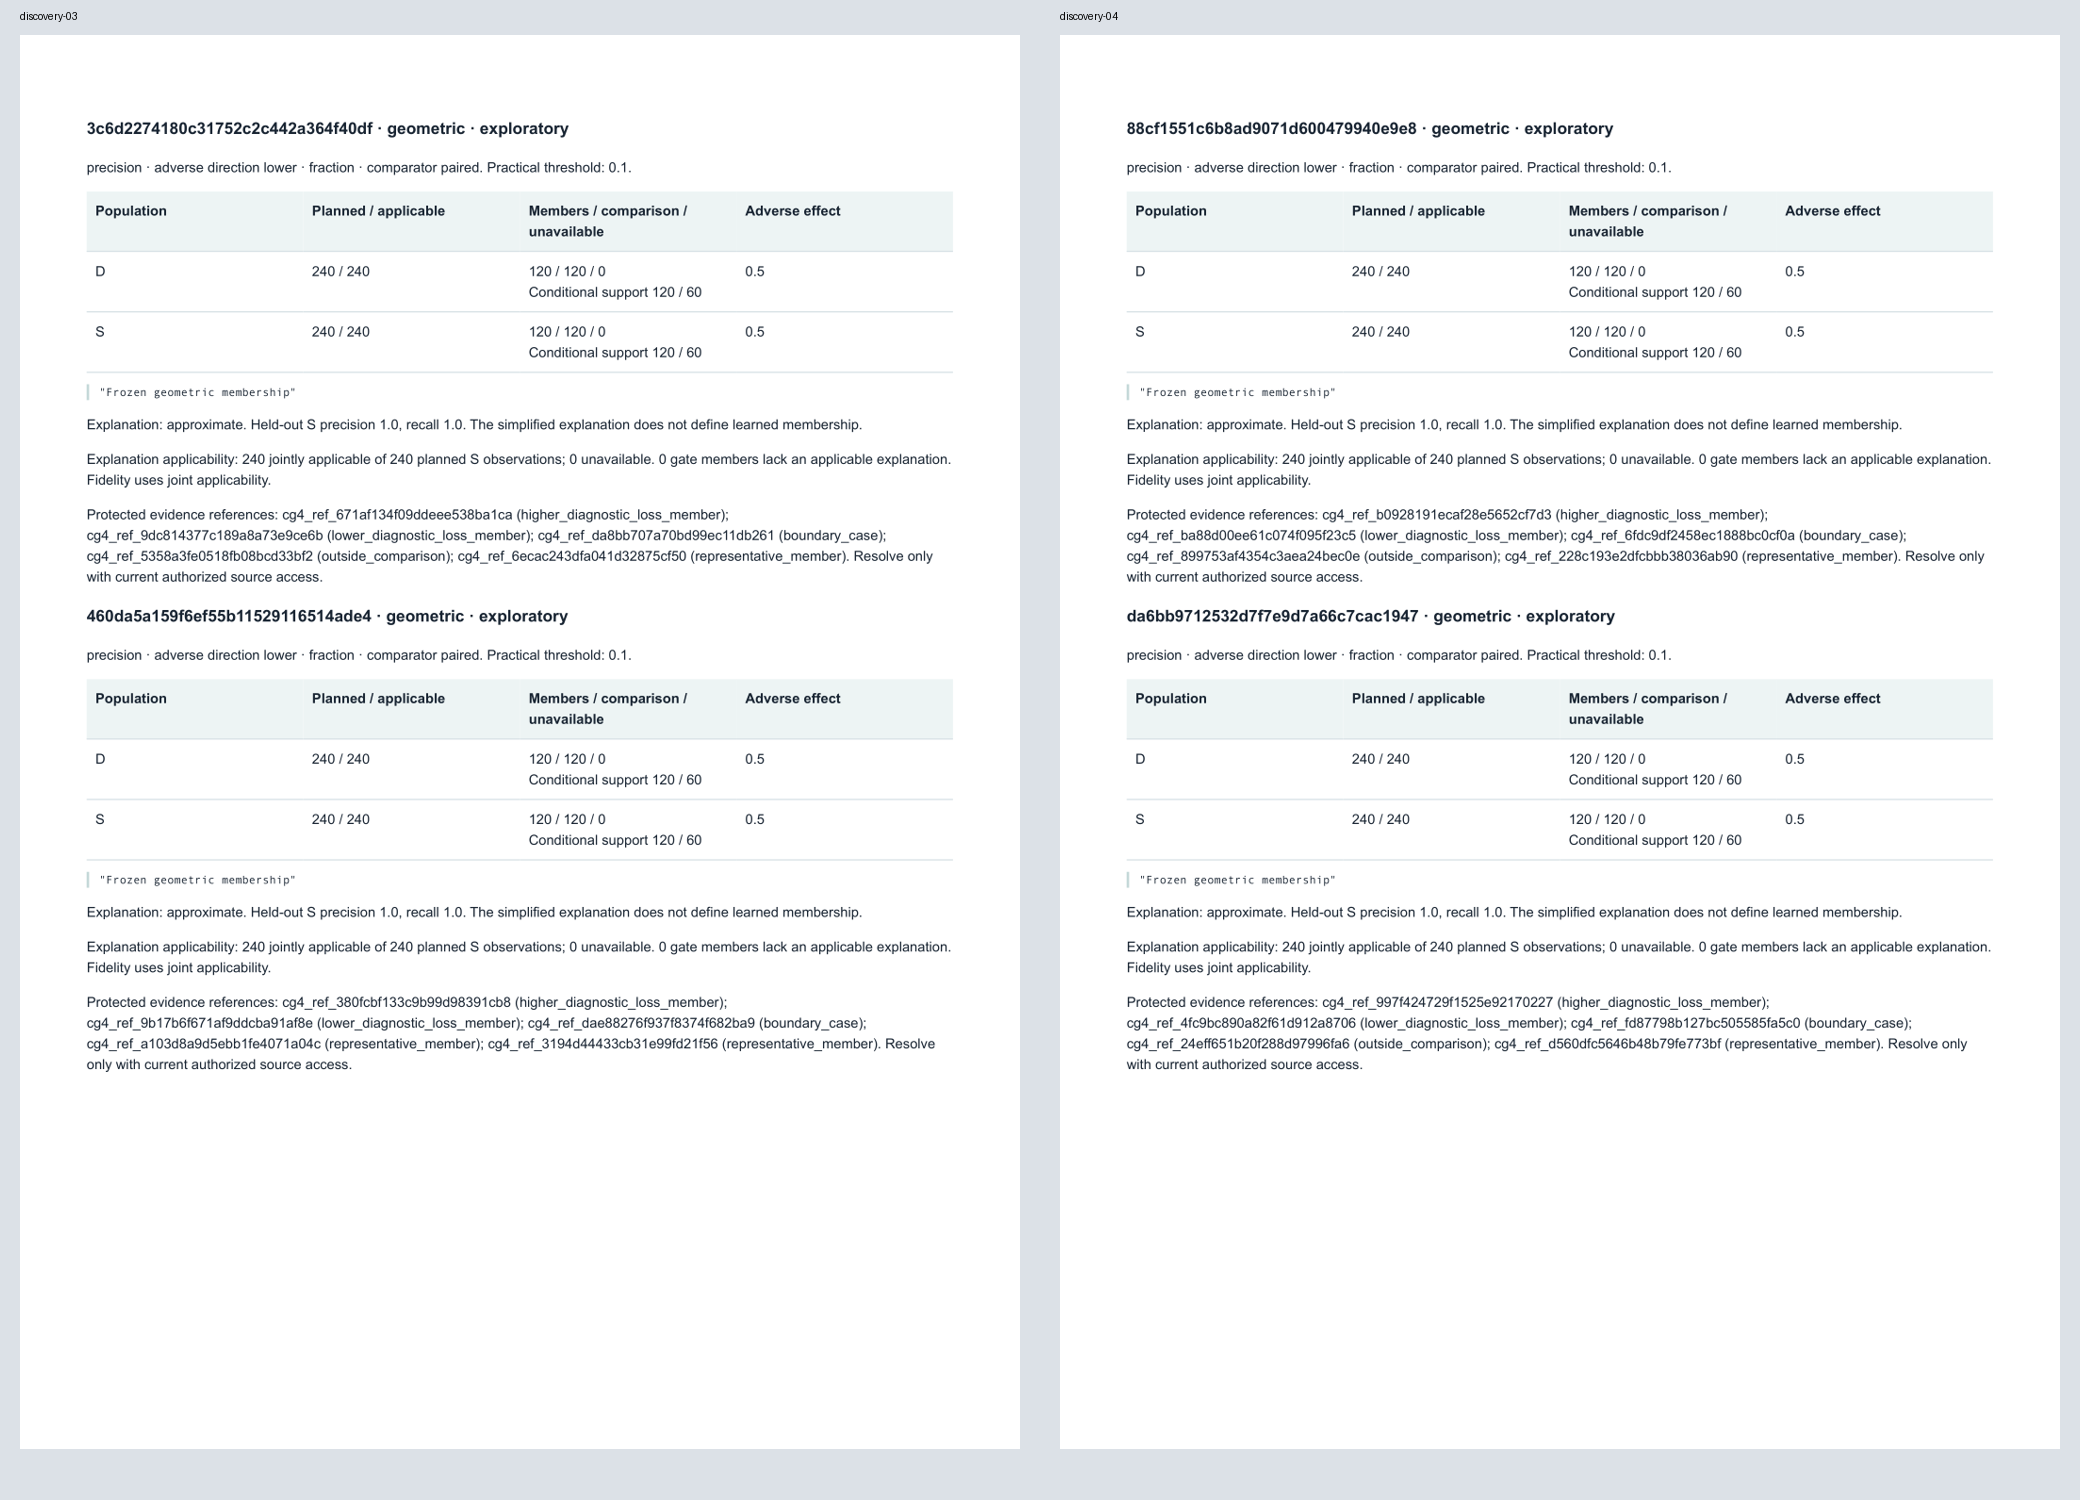 discovery-03
3c6d2274180c31752c2c442a364f40df · geometric · exploratory
precision · adverse direction lower · fraction · comparator paired. Practical threshold: 0.1.
Population Planned / applicable Members / comparison / unavailable Adverse effect
D 240 / 240 120 / 120 / 0 0.5
Conditional support 120 / 60
S 240 / 240 120 / 120 / 0 0.5
Conditional support 120 / 60
"Frozen geometric membership"
Explanation: approximate. Held-out S precision 1.0, recall 1.0. The simplified explanation does not define learned membership.
Explanation applicability: 240 jointly applicable of 240 planned S observations; 0 unavailable. 0 gate members lack an applicable explanation.
Fidelity uses joint applicability.
Protected evidence references: cg4_ref_671af134f09ddeee538ba1ca (higher_diagnostic_loss_member);
cg4_ref_9dc814377c189a8a73e9ce6b (lower_diagnostic_loss_member); cg4_ref_da8bb707a70bd99ec11db261 (boundary_case);
cg4_ref_5358a3fe0518fb08bcd33bf2 (outside_comparison); cg4_ref_6ecac243dfa041d32875cf50 (representative_member). Resolve only
with current authorized source access.
460da5a159f6ef55b11529116514ade4 · geometric · exploratory
precision · adverse direction lower · fraction · comparator paired. Practical threshold: 0.1.
Population Planned / applicable Members / comparison / unavailable Adverse effect
D 240 / 240 120 / 120 / 0 0.5
Conditional support 120 / 60
S 240 / 240 120 / 120 / 0 0.5
Conditional support 120 / 60
"Frozen geometric membership"
Explanation: approximate. Held-out S precision 1.0, recall 1.0. The simplified explanation does not define learned membership.
Explanation applicability: 240 jointly applicable of 240 planned S observations; 0 unavailable. 0 gate members lack an applicable explanation.
Fidelity uses joint applicability.
Protected evidence references: cg4_ref_380fcbf133c9b99d98391cb8 (higher_diagnostic_loss_member);
cg4_ref_9b17b6f671af9ddcba91af8e (lower_diagnostic_loss_member); cg4_ref_dae88276f937f8374f682ba9 (boundary_case);
cg4_ref_a103d8a9d5ebb1fe4071a04c (representative_member); cg4_ref_3194d44433cb31e99fd21f56 (representative_member). Resolve
only with current authorized source access.
discovery-04
88cf1551c6b8ad9071d600479940e9e8 · geometric · exploratory
precision · adverse direction lower · fraction · comparator paired. Practical threshold: 0.1.
Population Planned / applicable Members / comparison / unavailable Adverse effect
D 240 / 240 120 / 120 / 0 0.5
Conditional support 120 / 60
S 240 / 240 120 / 120 / 0 0.5
Conditional support 120 / 60
"Frozen geometric membership"
Explanation: approximate. Held-out S precision 1.0, recall 1.0. The simplified explanation does not define learned membership.
Explanation applicability: 240 jointly applicable of 240 planned S observations; 0 unavailable. 0 gate members lack an applicable explanation.
Fidelity uses joint applicability.
Protected evidence references: cg4_ref_b0928191ecaf28e5652cf7d3 (higher_diagnostic_loss_member);
cg4_ref_ba88d00ee61c074f095f23c5 (lower_diagnostic_loss_member); cg4_ref_6fdc9df2458ec1888bc0cf0a (boundary_case);
cg4_ref_899753af4354c3aea24bec0e (outside_comparison); cg4_ref_228c193e2dfcbbb38036ab90 (representative_member). Resolve only
with current authorized source access.
da6bb9712532d7f7e9d7a66c7cac1947 · geometric · exploratory
precision · adverse direction lower · fraction · comparator paired. Practical threshold: 0.1.
Population Planned / applicable Members / comparison / unavailable Adverse effect
D 240 / 240 120 / 120 / 0 0.5
Conditional support 120 / 60
S 240 / 240 120 / 120 / 0 0.5
Conditional support 120 / 60
"Frozen geometric membership"
Explanation: approximate. Held-out S precision 1.0, recall 1.0. The simplified explanation does not define learned membership.
Explanation applicability: 240 jointly applicable of 240 planned S observations; 0 unavailable. 0 gate members lack an applicable explanation.
Fidelity uses joint applicability.
Protected evidence references: cg4_ref_997f424729f1525e92170227 (higher_diagnostic_loss_member);
cg4_ref_4fc9bc890a82f61d912a8706 (lower_diagnostic_loss_member); cg4_ref_fd87798b127bc505585fa5c0 (boundary_case);
cg4_ref_24eff651b20f288d97996fa6 (outside_comparison); cg4_ref_d560dfc5646b48b79fe773bf (representative_member). Resolve only
with current authorized source access.